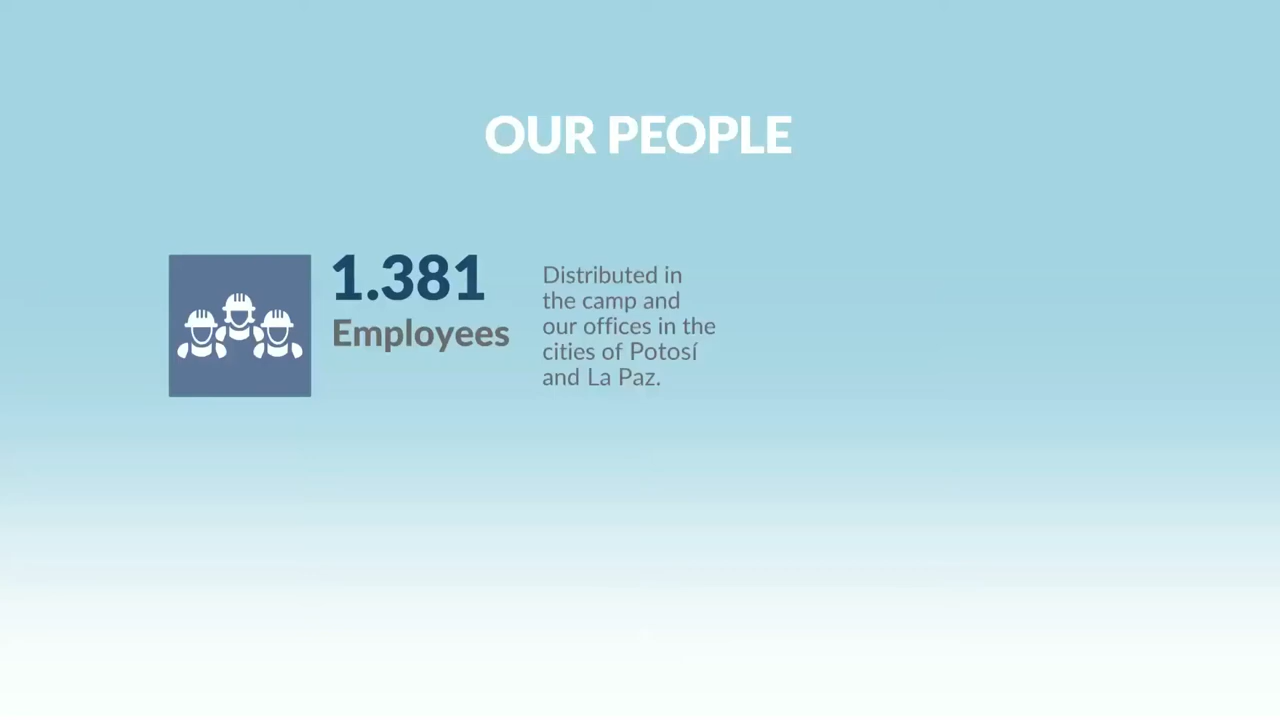 OUR PEOPLE
1.381
Employees
Distributed in
the camp and
our offices in the
cities of Potosí
and La Paz.